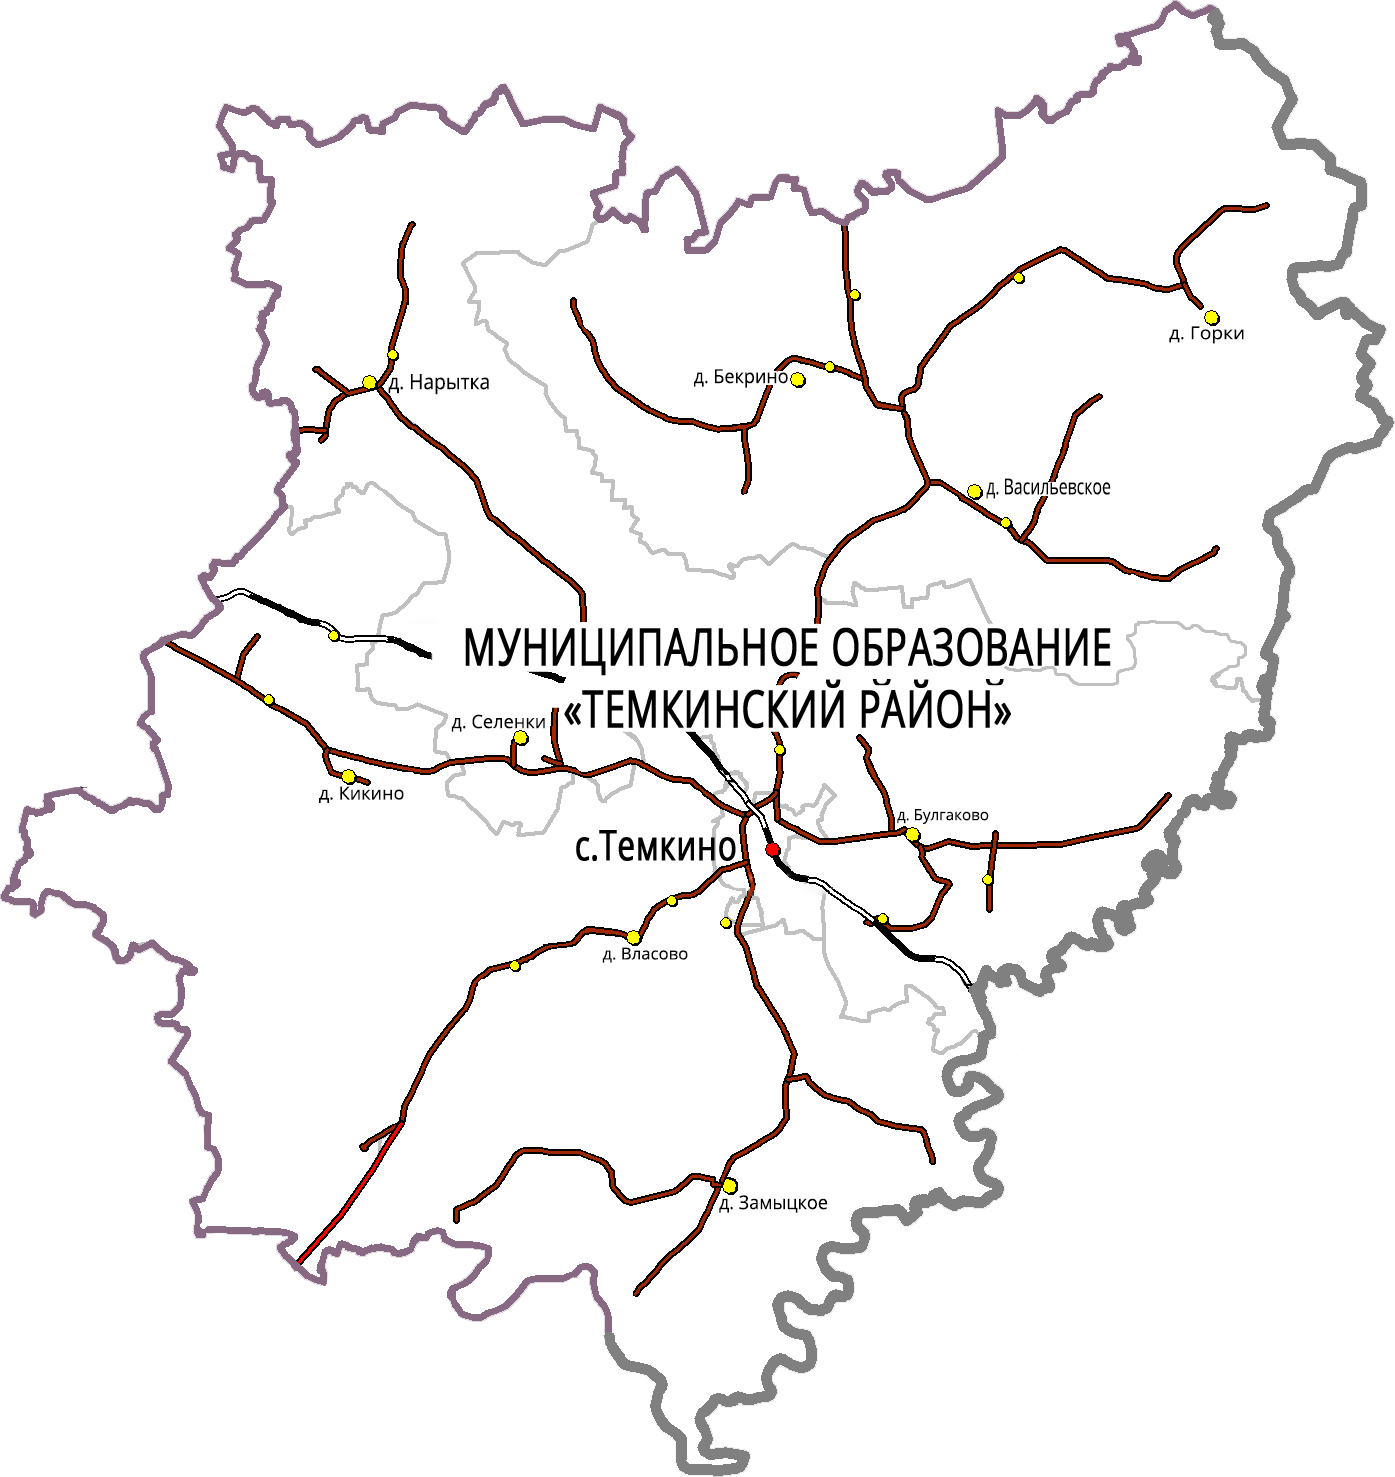 д. Горки
д. Бекрино
д. Нарытка
д. Васильевское
МУНИЦИПАЛЬНОЕ ОБРАЗОВАНИЕ
«ТЕМКИНСКИЙ РАЙОН»
д. Селенки
д. Кикино
д. Булгаково
с.Темкино
д. Власово
д. Замыцкое